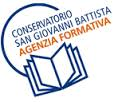 CONSERVATORIO
SAN GIOVANNI BATTISTA
AGENZIA FORMATIVA